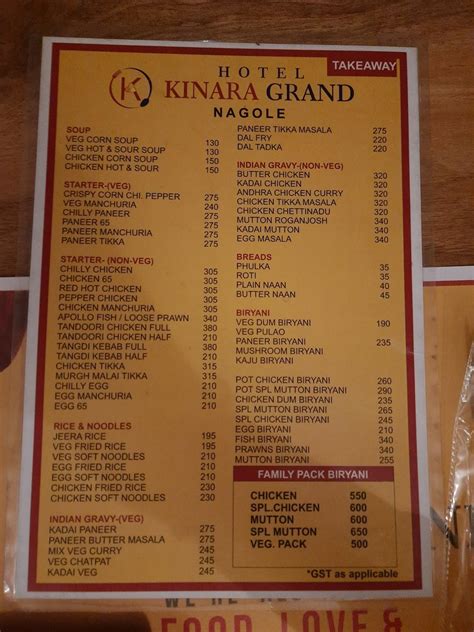 TAKEAWAY
HOTEL
KINARA GRAND
NAGOLE
SOUP
VEG CORN SOUP 130
VEG HOT & SOUR SOUP 130
CHICKEN CORN SOUP 150
CHICKEN HOT & SOUR SOUP 150
STARTER-(VEG)
CRISPY CORN CHI. PEPPER 275
VEG MANCHURIA 240
CHILLY PANEER 275
PANEER 65 275
PANEER MANCHURIA 275
PANEER TIKKA 275
STARTER- (NON-VEG)
CHILLY CHICKEN 305
CHICKEN 65 305
RED HOT CHICKEN 305
PEPPER CHICKEN 305
CHICKEN MANCHURIA 305
APOLLO FISH / LOOSE PRAWN 340
TANDOORI CHICKEN FULL 380
TANDOORI CHICKEN HALF 210
TANGDI KEBAB FULL 380
TANGDI KEBAB HALF 210
CHICKEN TIKKA 315
MURGH MALAI TIKKA 315
CHILLY EGG 210
EGG MANCHURIA 210
EGG 65 210
RICE & NOODLES
JEERA RICE 195
VEG FRIED RICE 195
VEG SOFT NOODLES 210
EGG FRIED RICE 210
EGG SOFT NOODLES 210
CHICKEN FRIED RICE 210
CHICKEN SOFT NOODLES 210
INDIAN GRAVY-(VEG)
KADAI PANEER 275
PANEER BUTTER MASALA 275
MIX VEG CURRY 245
VEG CHATPAT 245
KADAI VEG 245
PANEER TIKKA MASALA 275
DAL FRY 220
DAL TADKA 220
INDIAN GRAVY-(NON-VEG)
BUTTER CHICKEN 320
KADAI CHICKEN 320
ANDHRA CHICKEN CURRY 320
CHICKEN TIKKA MASALA 320
CHICKEN CHETTINADU 320
MUTTON ROGANJOSH 340
KADAI MUTTON 340
EGG MASALA 340
BREADS
PHULKA 35
ROTI 35
PLAIN NAAN 40
BUTTER NAAN 45
BIRYANI
VEG DUM BIRYANI 190
VEG PULAO
PANEER BIRYANI 235
MUSHROOM BIRYANI
KAJU BIRYANI
POT CHICKEN BIRYANI 260
POT SPL MUTTON BIRYANI 290
CHICKEN DUM BIRYANI 235
SPL MUTTON BIRYANI
SPL CHICKEN BIRYANI
EGG BIRYANI 210
FISH BIRYANI 340
PRAWNS BIRYANI 340
MUTTON BIRYANI 255
FAMILY PACK BIRYANI
CHICKEN 550
SPL.CHICKEN 600
MUTTON 600
SPL MUTTON 650
VEG. PACK 500
*GST as applicable
FOOD LOVE &